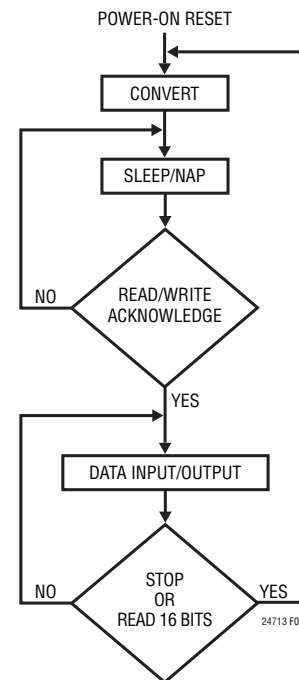 POWER-ON RESET
CONVERT
SLEEP/NAP
NO
READ/WRITE
ACKNOWLEDGE
YES
DATA INPUT/OUTPUT
NO
STOP
OR
READ 16 BITS
YES
24713 F0